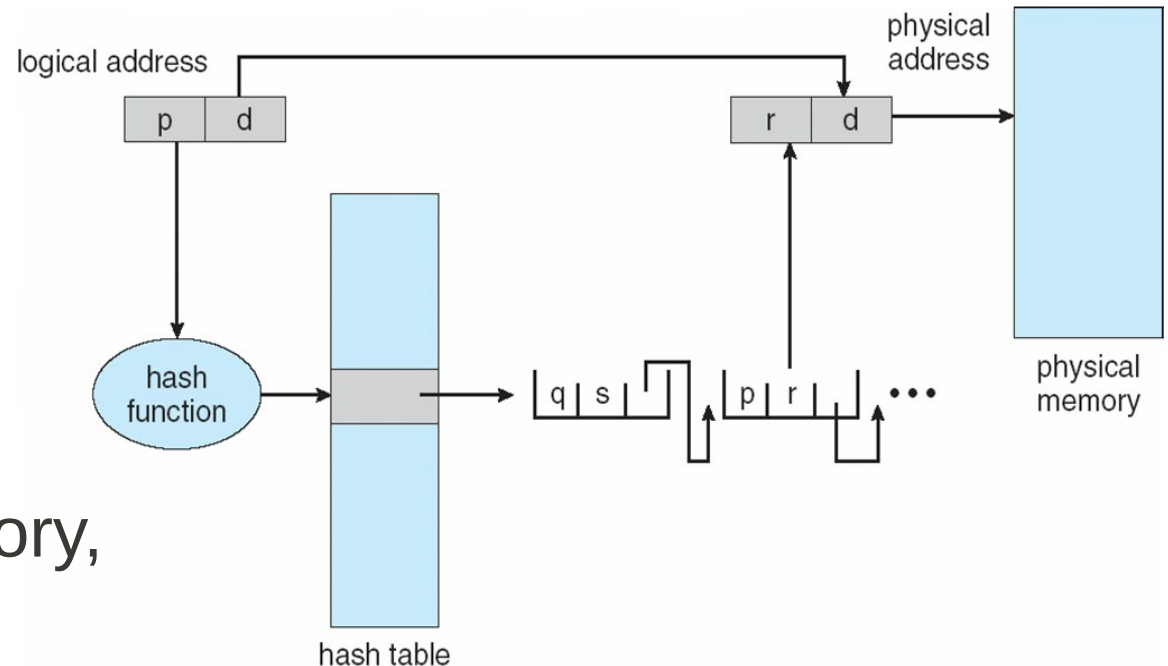 logical address
p d
physical
address
r d
hash
function
q s
p r
•••
physical
memory
ory,
hash table